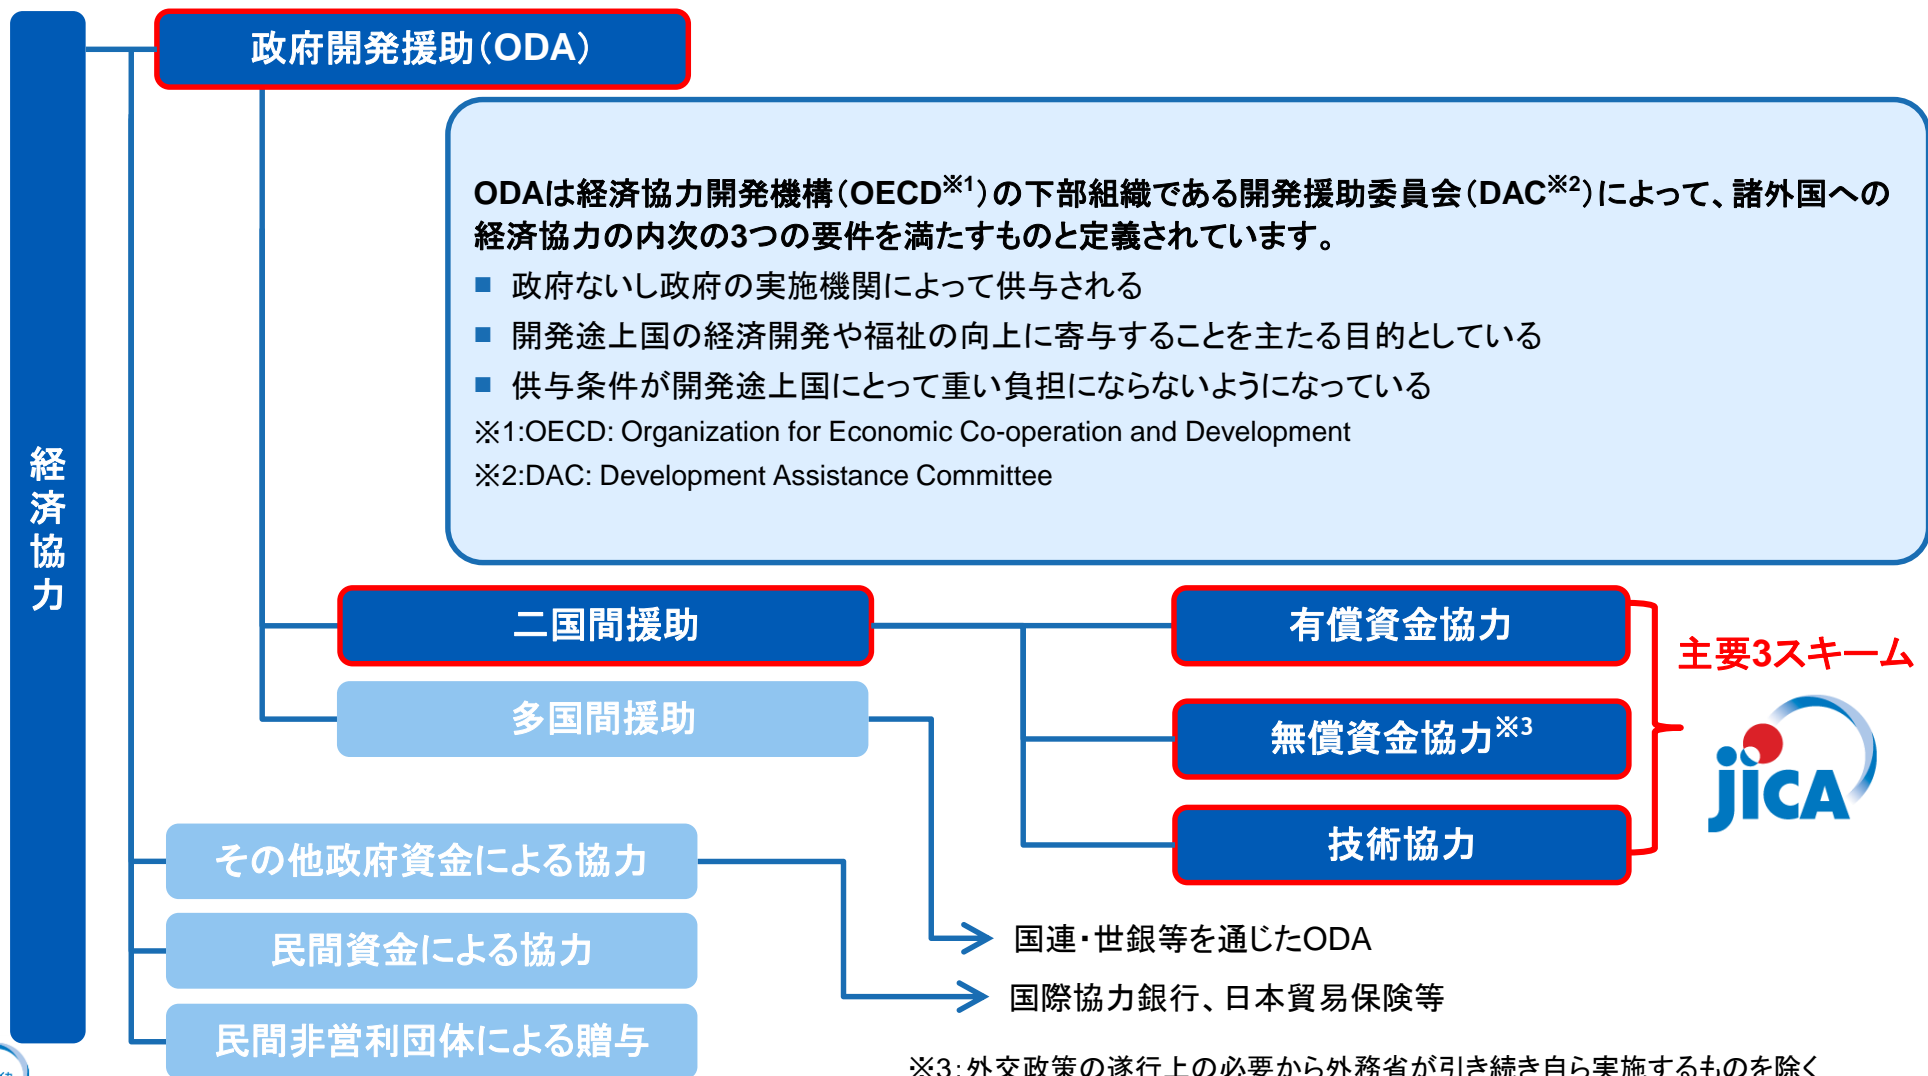 経済協力
政府開発援助(ODA)
ODAは経済協力開発機構(OECD※1)の下部組織である開発援助委員会(DAC※2)によって、諸外国への
経済協力の内次の3つの要件を満たすものと定義されています。
■ 政府ないし政府の実施機関によって供与される
■ 開発途上国の経済開発や福祉の向上に寄与することを主たる目的としている
■ 供与条件が開発途上国にとって重い負担にならないようになっている
※1:OECD: Organization for Economic Co-operation and Development
※2:DAC: Development Assistance Committee
二国間援助
有償資金協力
主要3スキーム
多国間援助
無償資金協力※3
jicA
技術協力
その他政府資金による協力
国連・世銀等を通じたODA
民間資金による協力
国際協力銀行、日本貿易保険等
民間非営利団体による贈与
※3:外交政策の遂行上の必要から外務省が引き続き自ら実施するものを除く